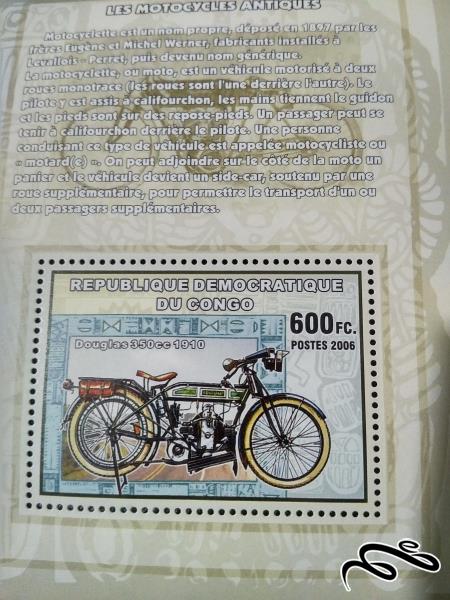 LES MOTOCYCLES ANTIQUES
Motocyclette est un nom propre, déposé en 1897 par les
frères Eugène et Michel Werner, fabricants installés à
Levallois - Perret, puis devenu nom générique.
La motocyclette, ou moto, est un véhicule motorisé à deux
roues monotrace (les roues sont l'une derrière l'autre). Le
pilote y est assis à califourchon, les mains tiennent le guidon
et les pieds sont sur des repose-pieds. Un passager peut se
tenir à califourchon derrière le pilote. Une personne
conduisant ce type de véhicule est appelée motocycliste ou
« motard(e) ». On peut adjoindre sur le côté de la moto un
panier et le véhicule devient un side-car, soutenu par une
roue supplémentaire, pour permettre le transport d'un ou
deux passagers supplémentaires.
REPUBLIQUE DEMOCRATIQUE
DU CONGO
600FC.
Douglas 350cc 1910
POSTES 2006